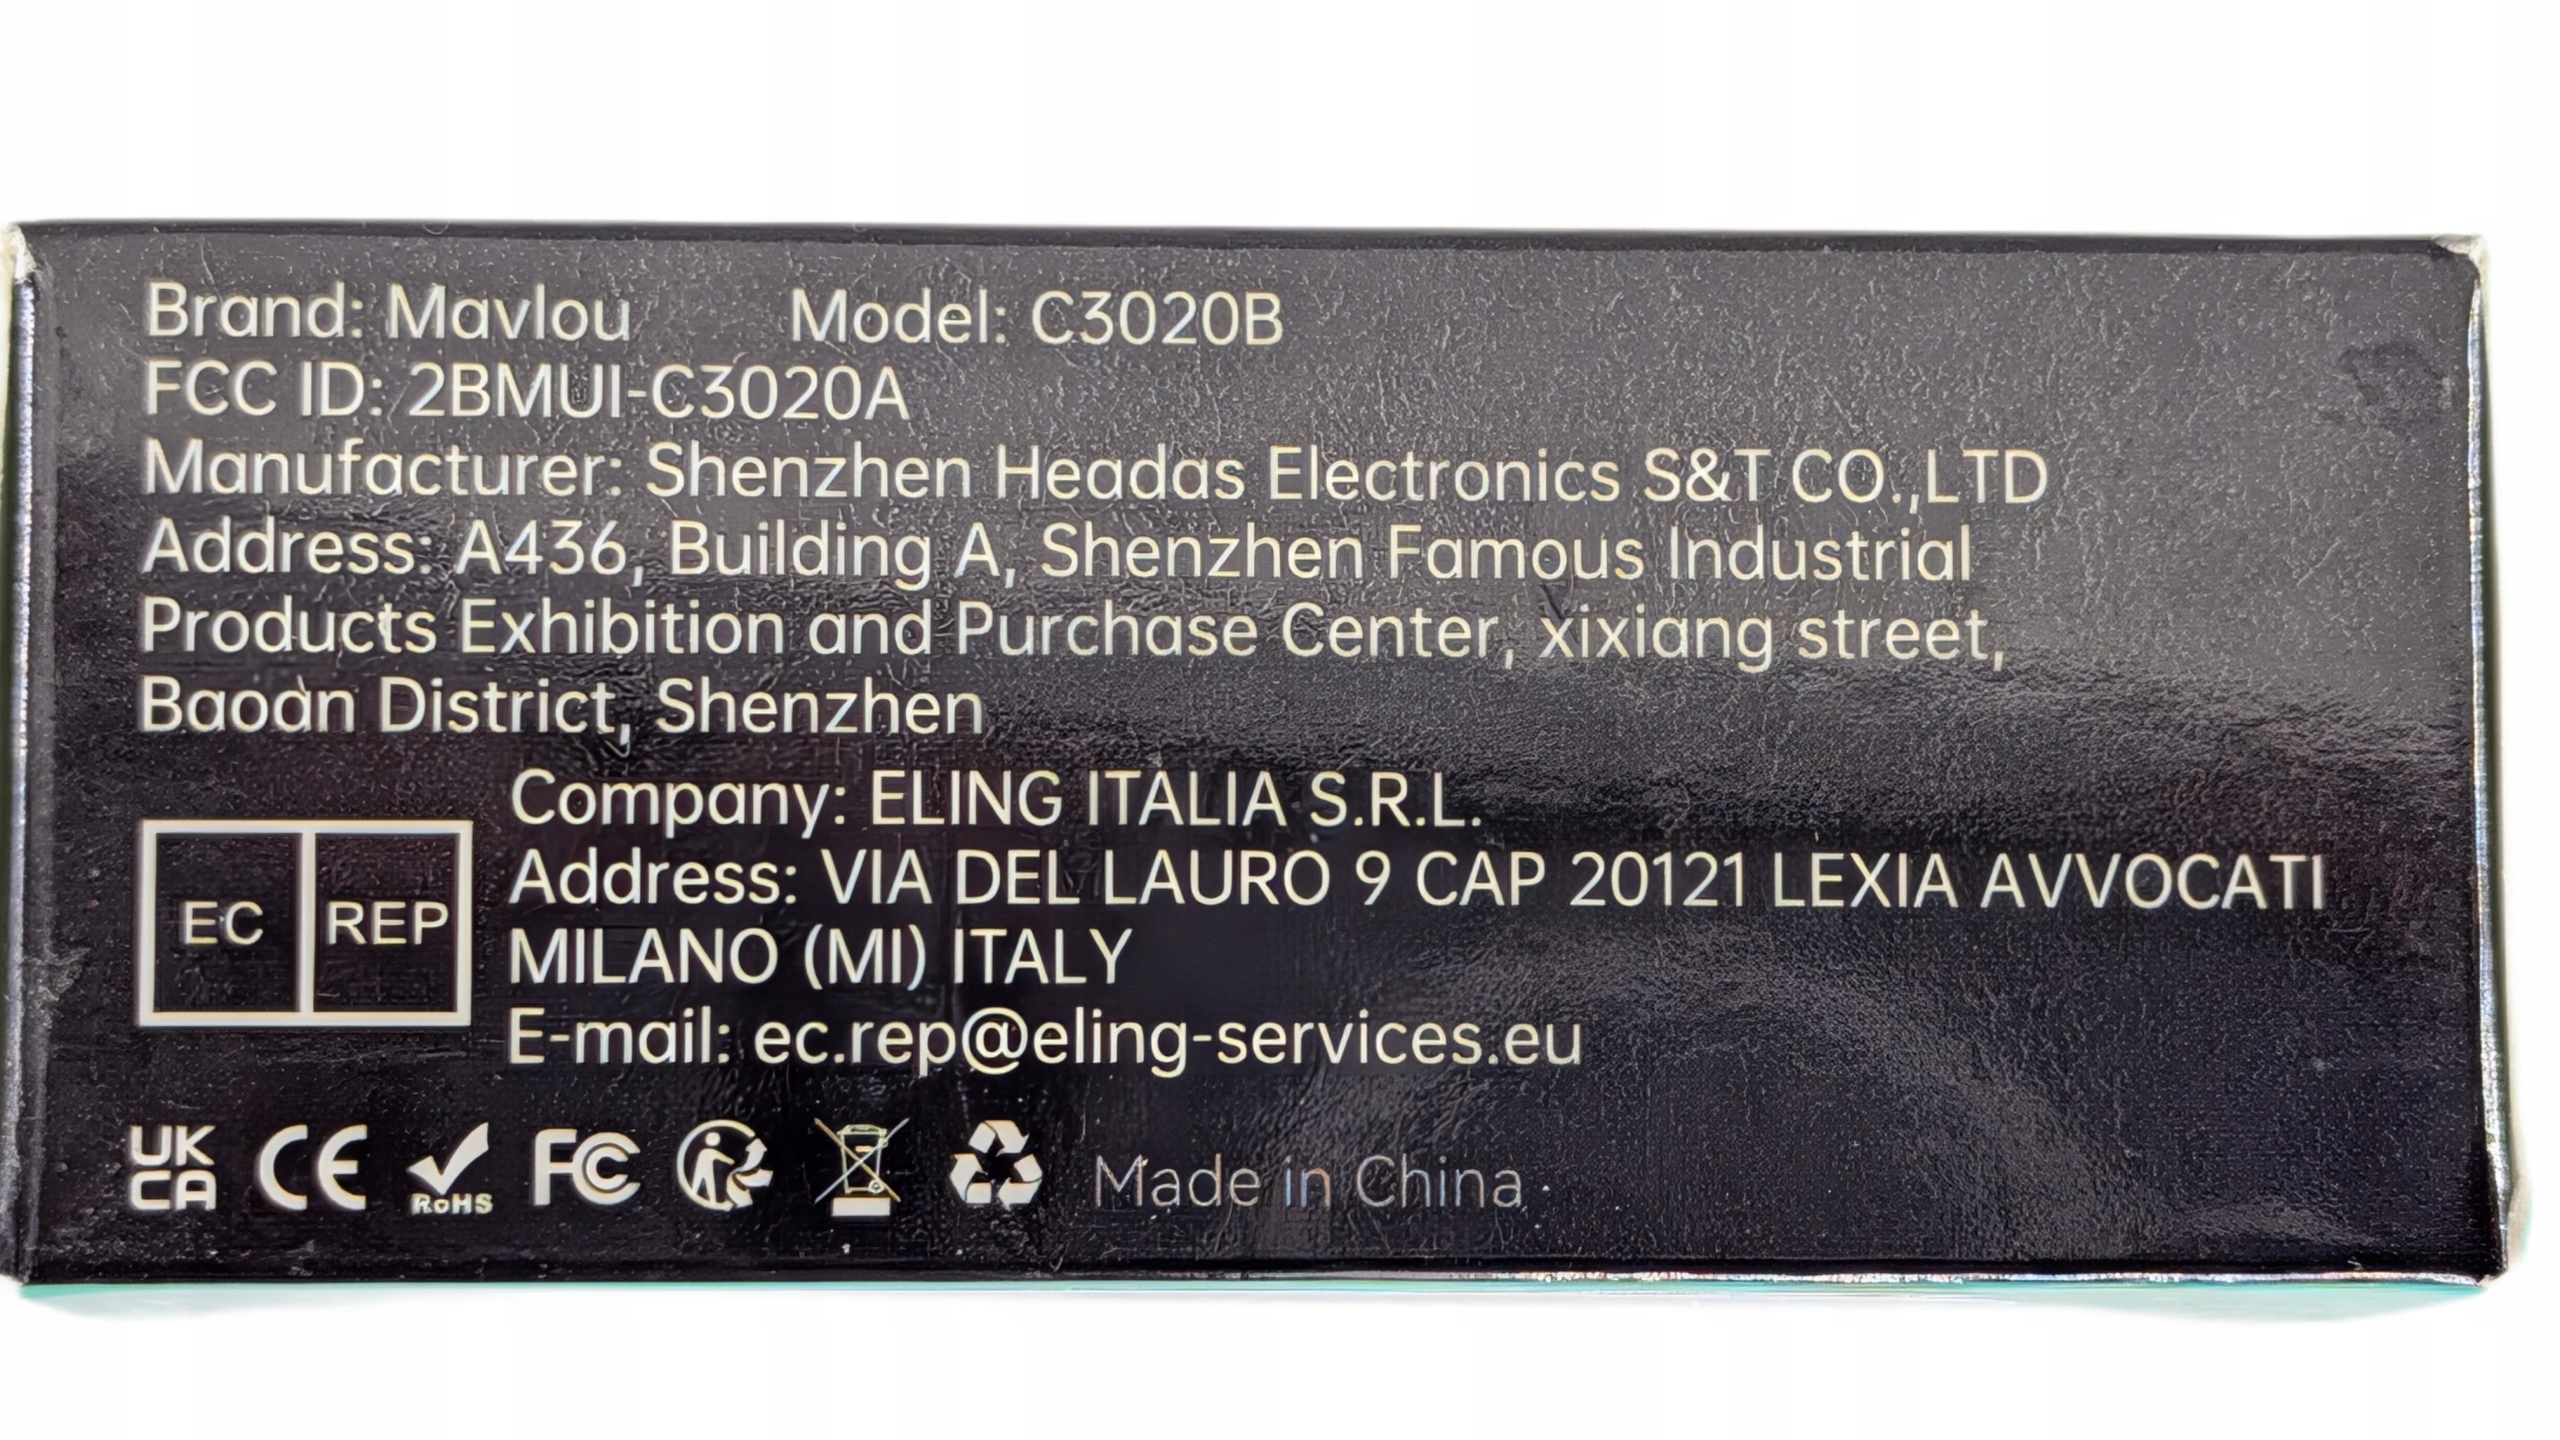 Brand: Mavlou Model: C3020B
FCC ID: 2BMUI-C3020A
Manufacturer: Shenzhen Headas Electronics S&T CO.,LTD
Address: A436, Building A, Shenzhen Famous Industrial
Products Exhibition and Purchase Center, xixiang street,
Baoan District, Shenzhen
Company: ELING ITALIA S.R.L.
Address: VIA DEL LAURO 9 CAP 20121 LEXIA AVVOCATI
EC REP
MILANO (MI) ITALY
E-mail: ec.rep@eling-services.eu
UK CA CE RoHS FC Made in China